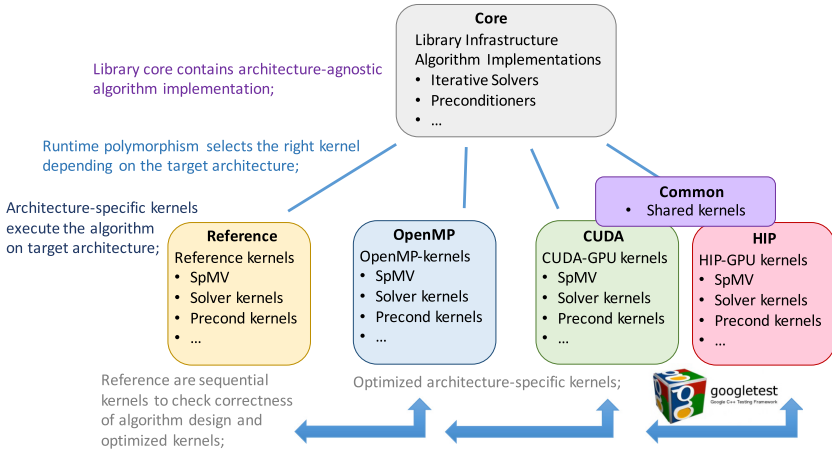 Core
Library Infrastructure
Algorithm Implementations
• Iterative Solvers
• Preconditioners
• ...
Library core contains architecture-agnostic
algorithm implementation;
Runtime polymorphism selects the right kernel
depending on the target architecture;
Architecture-specific kernels
execute the algorithm
on target architecture;
Common
• Shared kernels
Reference
Reference kernels
• SpMV
• Solver kernels
• Precond kernels
• ...
OpenMP
OpenMP-kernels
• SpMV
• Solver kernels
• Precond kernels
• ...
CUDA
CUDA-GPU kernels
• SpMV
• Solver kernels
• Precond kernels
• ...
HIP
HIP-GPU kernels
• SpMV
• Solver kernels
• Precond kernels
• ...
Reference are sequential
kernels to check correctness
of algorithm design and
optimized kernels;
Optimized architecture-specific kernels;
googletest
Google C++ Testing Framework